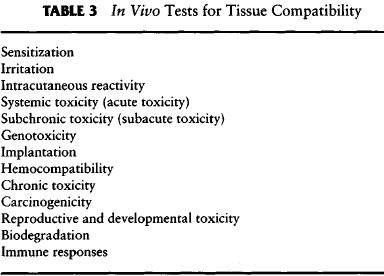 TABLE 3 In Vivo Tests for Tissue Compatibility
Sensitization
Irritation
Intracutaneous reactivity
Systemic toxicity (acute toxicity)
Subchronic toxicity (subacute toxicity)
Genotoxicity
Implantation
Hemocompatibility
Chronic toxicity
Carcinogenicity
Reproductive and developmental toxicity
Biodegradation
Immune responses